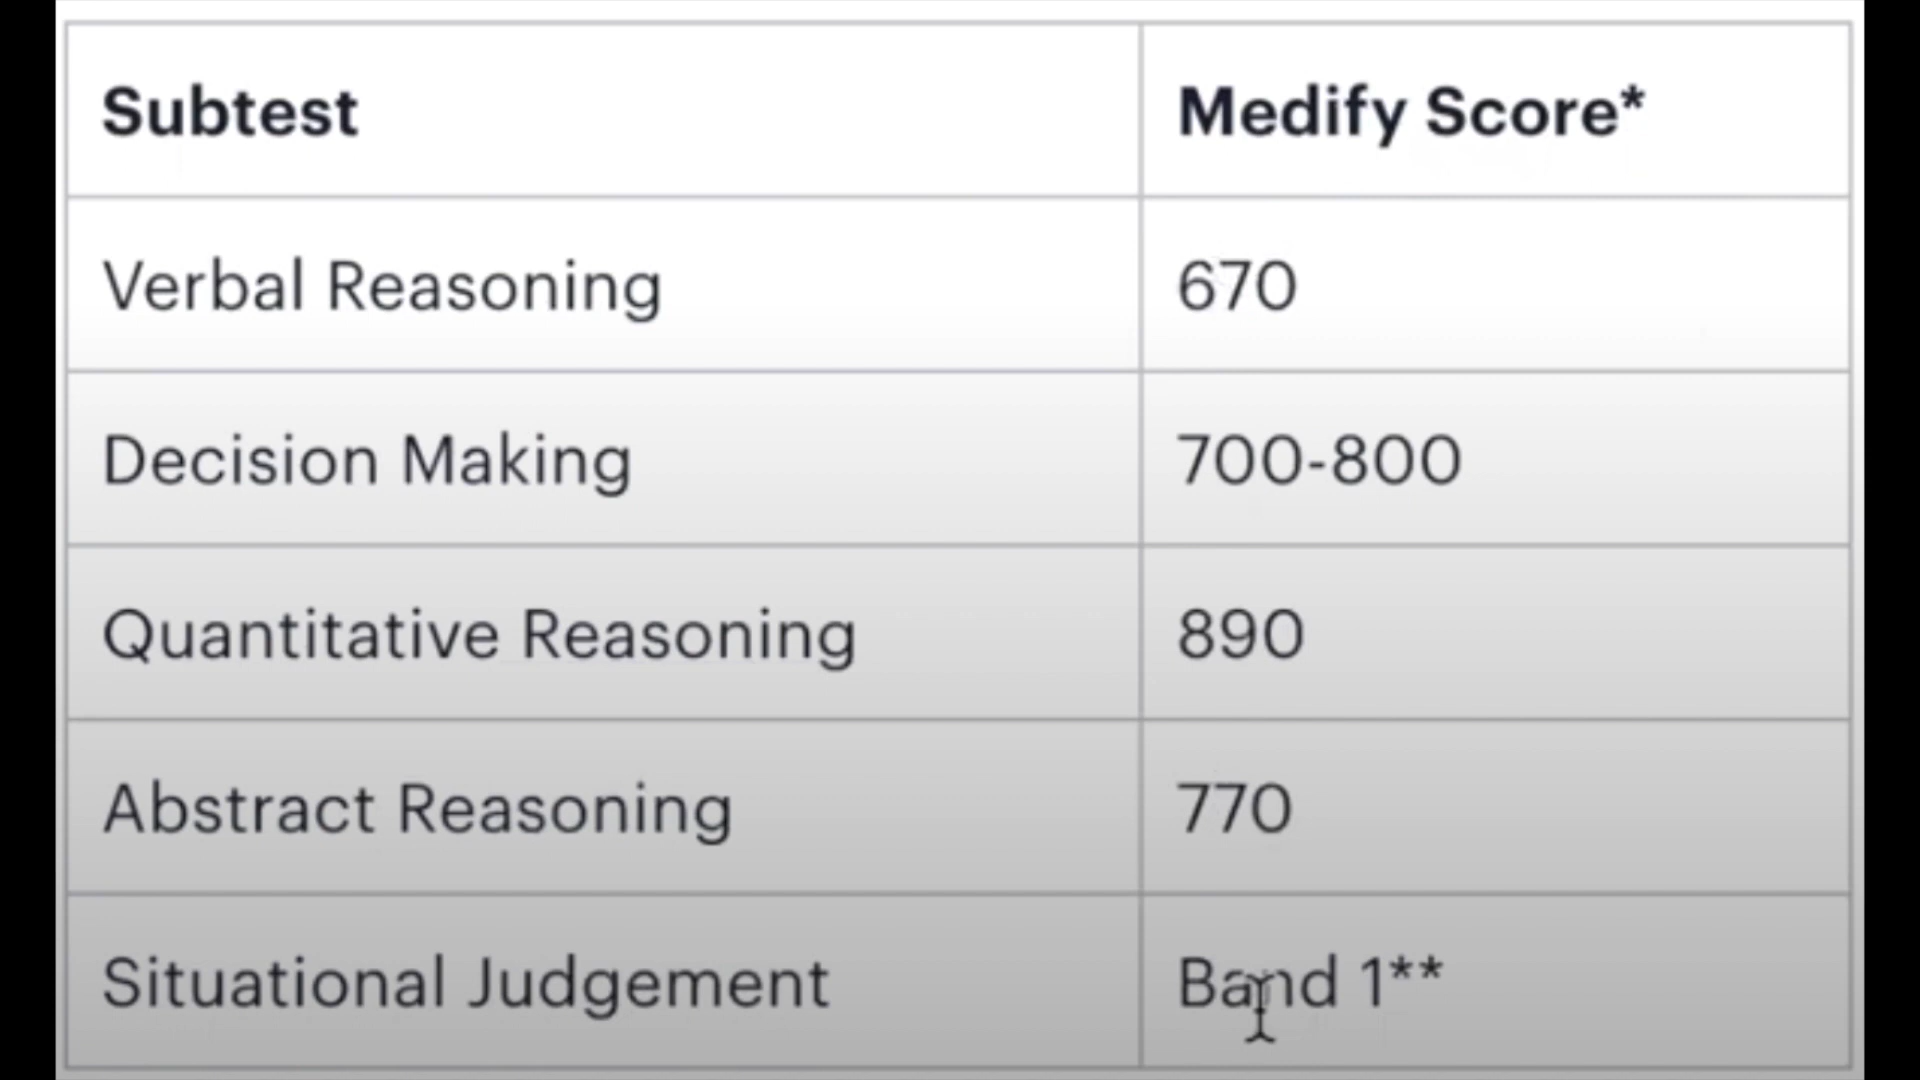 Subtest Medify Score*
Verbal Reasoning 670
Decision Making 700-800
Quantitative Reasoning 890
Abstract Reasoning 770
Situational Judgement Band 1**